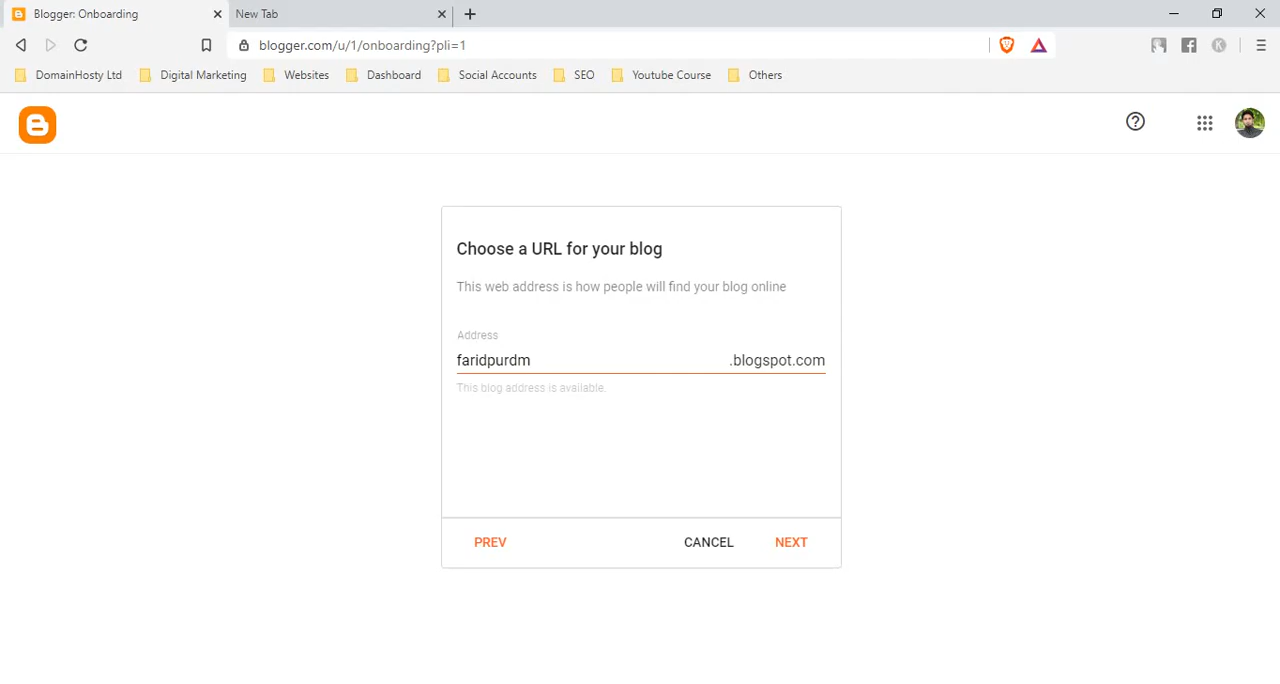 Blogger: Onboarding
New Tab
blogger.com/u/1/onboarding?pli=1
DomainHosty Ltd
Digital Marketing
Websites
Dashboard
Social Accounts
SEO
Youtube Course
Others
Choose a URL for your blog
This web address is how people will find your blog online
Address
faridpurdm .blogspot.com
This blog address is available.
PREV
CANCEL
NEXT